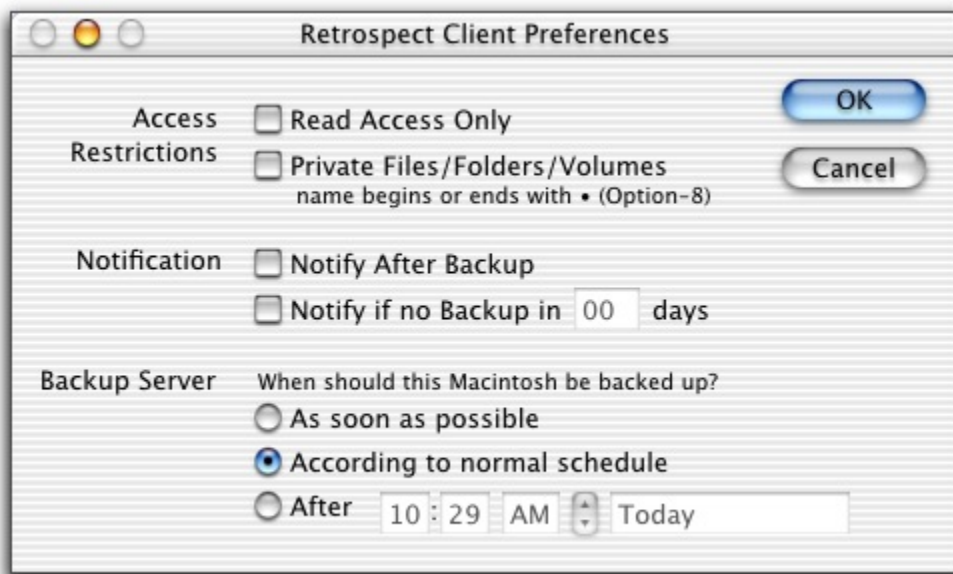 Retrospect Client Preferences
Access Restrictions
Read Access Only
Private Files/Folders/Volumes
name begins or ends with • (Option-8)
OK
Cancel
Notification
Notify After Backup
Notify if no Backup in 00 days
Backup Server
When should this Macintosh be backed up?
As soon as possible
According to normal schedule
After 10 : 29 AM Today